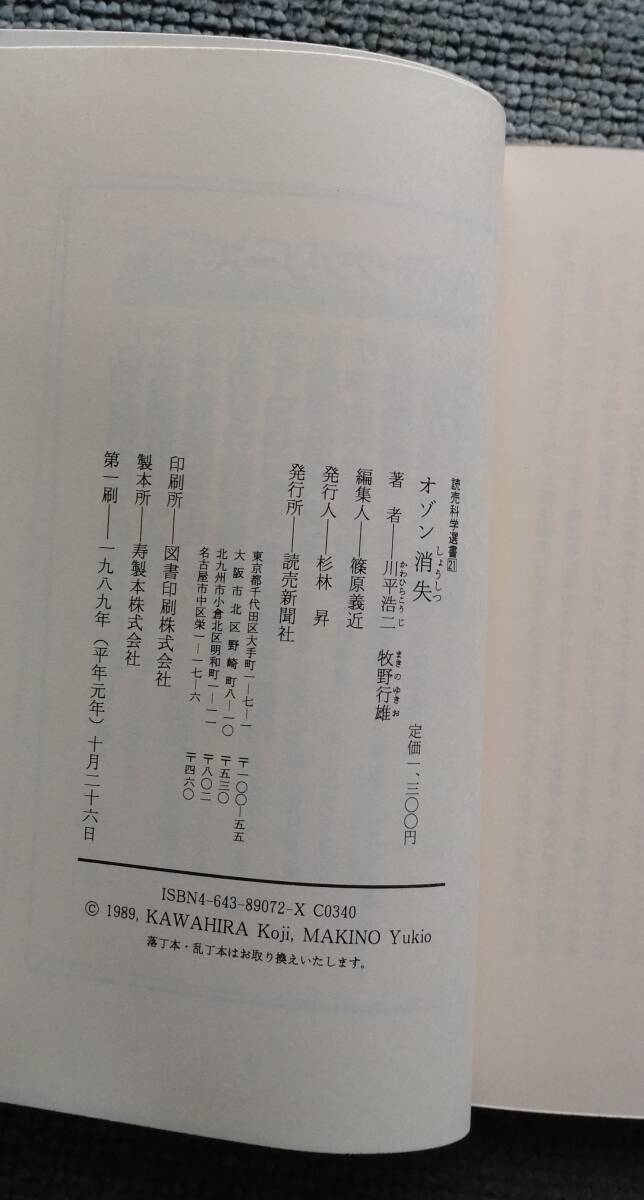 読売科学選書21
オゾン消失
しょうしつ
定価一、三〇〇円
著　者――川平浩二　牧野行雄
かわひらこうじ　まきのゆきお
編集人――篠原義近
発行人――杉林　昇
発行所――読売新聞社
東京都千代田区大手町一―七―一　〒一〇〇―五五
大阪市北区野崎町八―一〇　〒五三〇
北九州市小倉北区明和町一―一一　〒八〇二
名古屋市中区栄一―一七―六　〒四六〇
印刷所――図書印刷株式会社
製本所――寿製本株式会社
第一刷――一九八九年（平年元年）十月二十六日
ISBN4-643-89072-X C0340
© 1989, KAWAHIRA Koji, MAKINO Yukio
落丁本・乱丁本はお取り換えいたします。